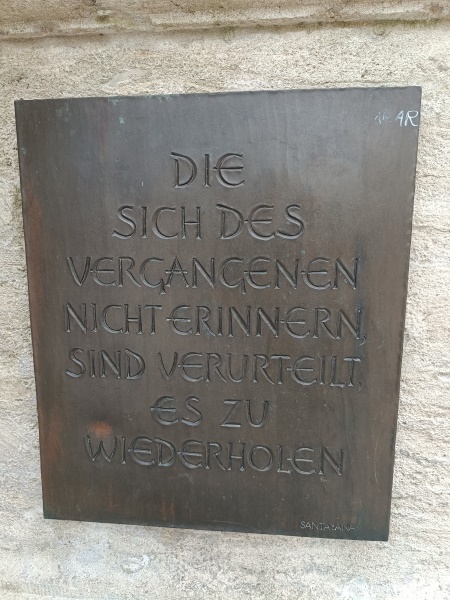 DIE
SICH DES
VERGANGENEN
NICHT ERINNERN,
SIND VERURTEILT,
ES ZU
WIEDERHOLEN
SANTAYANA